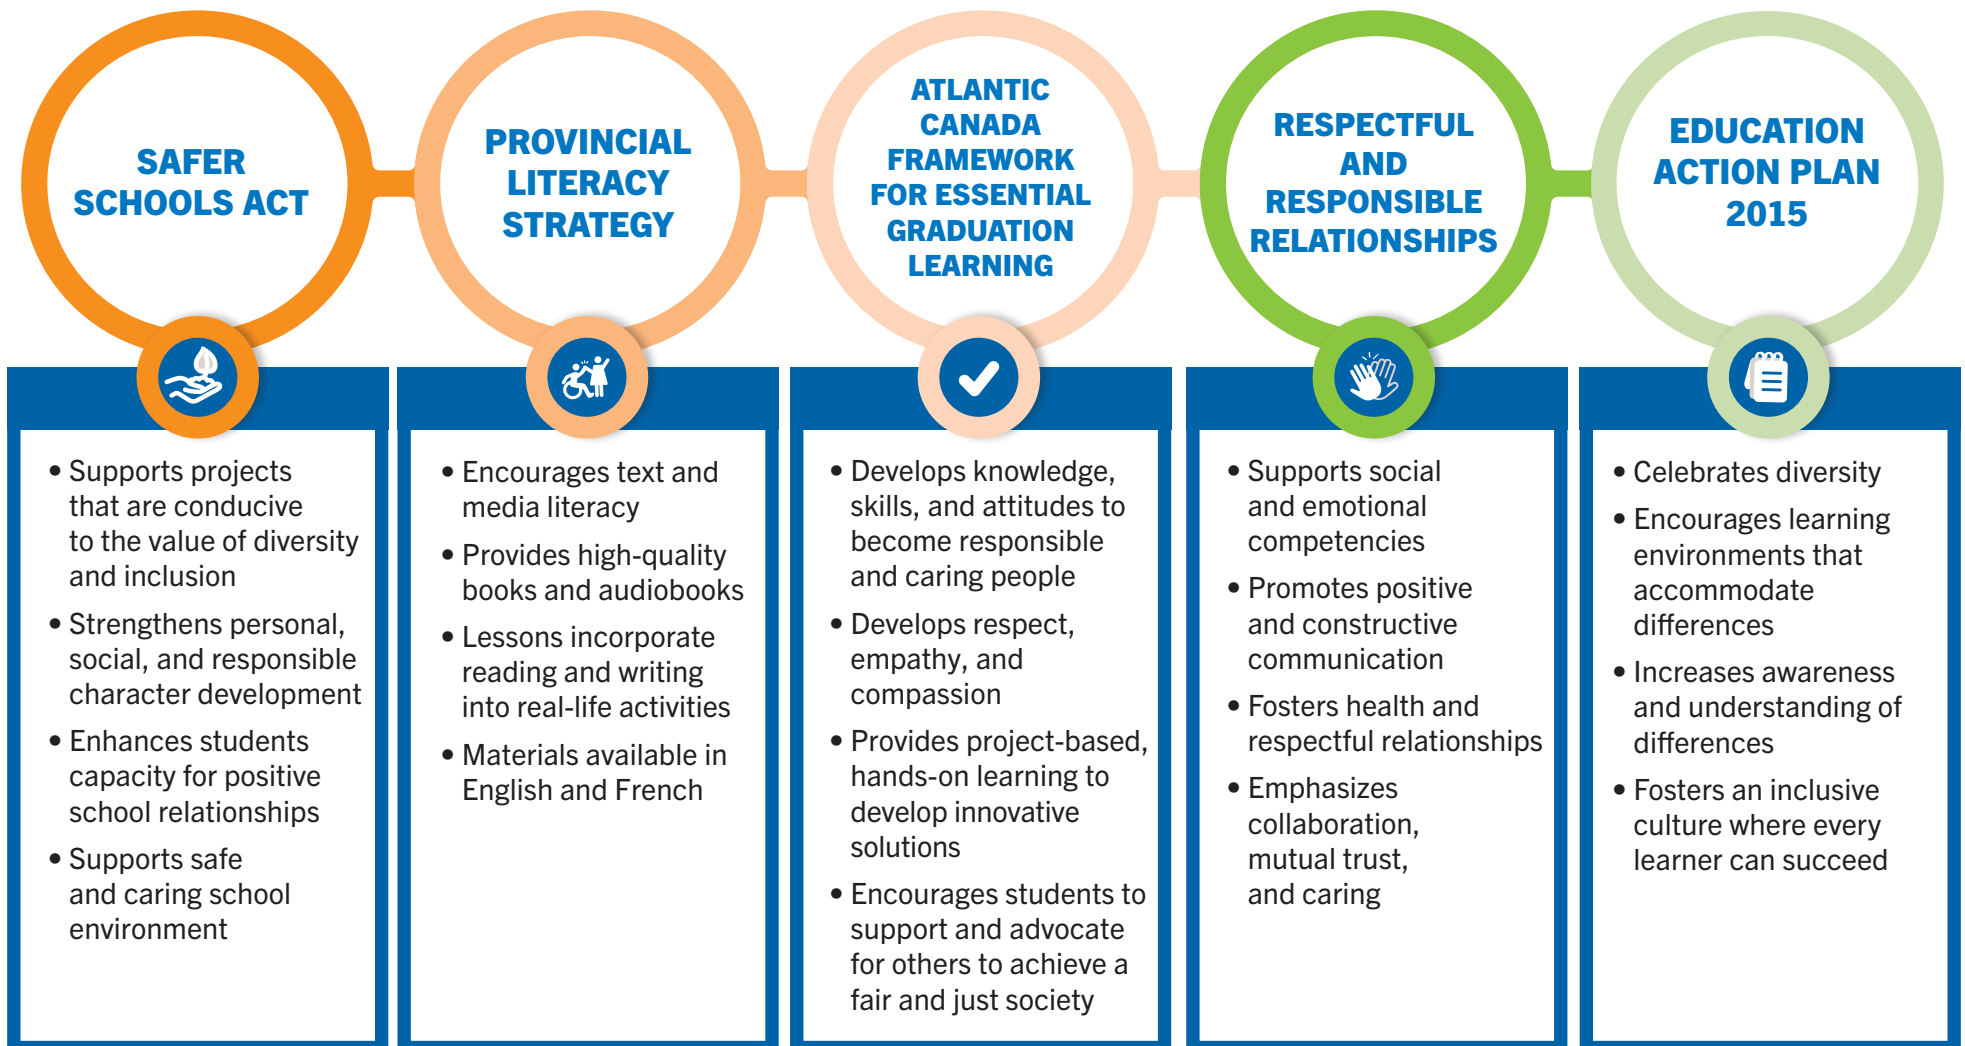 SAFER
SCHOOLS ACT
• Supports projects
that are conducive
to the value of diversity
and inclusion
• Strengthens personal,
social, and responsible
character development
• Enhances students
capacity for positive
school relationships
• Supports safe
and caring school
environment
PROVINCIAL
LITERACY
STRATEGY
• Encourages text and
media literacy
• Provides high-quality
books and audiobooks
• Lessons incorporate
reading and writing
into real-life activities
• Materials available in
English and French
ATLANTIC
CANADA
FRAMEWORK
FOR ESSENTIAL
GRADUATION
LEARNING
• Develops knowledge,
skills, and attitudes to
become responsible
and caring people
• Develops respect,
empathy, and
compassion
• Provides project-based,
hands-on learning to
develop innovative
solutions
• Encourages students to
support and advocate
for others to achieve a
fair and just society
RESPECTFUL
AND
RESPONSIBLE
RELATIONSHIPS
• Supports social
and emotional
competencies
• Promotes positive
and constructive
communication
• Fosters health and
respectful relationships
• Emphasizes
collaboration,
mutual trust,
and caring
EDUCATION
ACTION PLAN
2015
• Celebrates diversity
• Encourages learning
environments that
accommodate
differences
• Increases awareness
and understanding of
differences
• Fosters an inclusive
culture where every
learner can succeed